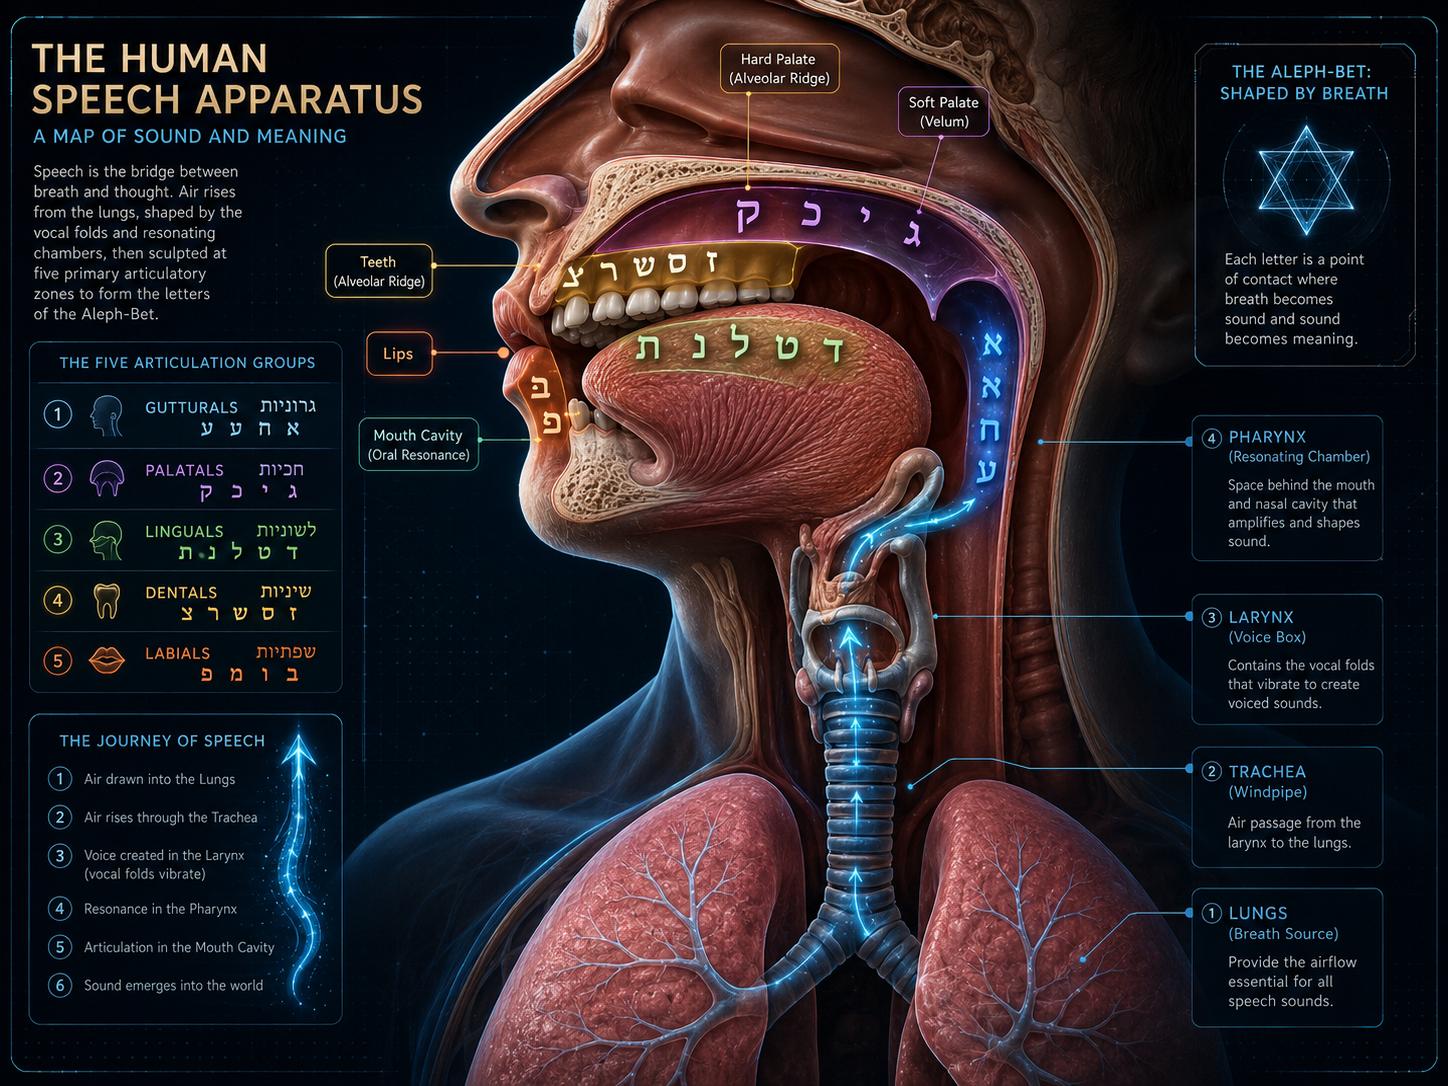 THE HUMAN
SPEECH APPARATUS
A MAP OF SOUND AND MEANING
Speech is the bridge between
breath and thought. Air rises
from the lungs, shaped by the
vocal folds and resonating
chambers, then sculpted at
five primary articulatory
zones to form the letters
of the Aleph-Bet.
THE FIVE ARTICULATION GROUPS
1 GUTTURALS גרוניות
א ח ע ע
2 PALATALS חכיות
ג י כ ק
3 LINGUALS לשוניות
ד ט ל נ ת
4 DENTALS שיניות
ז ס ש ר צ
5 LABIALS שפתיות
ב ו מ פ
THE JOURNEY OF SPEECH
1 Air drawn into the Lungs
2 Air rises through the Trachea
3 Voice created in the Larynx
(vocal folds vibrate)
4 Resonance in the Pharynx
5 Articulation in the Mouth Cavity
6 Sound emerges into the world
Hard Palate
(Alveolar Ridge)
Soft Palate
(Velum)
Teeth
(Alveolar Ridge)
Lips
Mouth Cavity
(Oral Resonance)
ג י כ ק
ז ס ש ר צ
ד ט ל נ ת
ב
פ
א
א
ח
ע
THE ALEPH-BET:
SHAPED BY BREATH
Each letter is a point
of contact where
breath becomes
sound and sound
becomes meaning.
4 PHARYNX
(Resonating Chamber)
Space behind the mouth
and nasal cavity that
amplifies and shapes
sound.
3 LARYNX
(Voice Box)
Contains the vocal folds
that vibrate to create
voiced sounds.
2 TRACHEA
(Windpipe)
Air passage from the
larynx to the lungs.
1 LUNGS
(Breath Source)
Provide the airflow
essential for all
speech sounds.